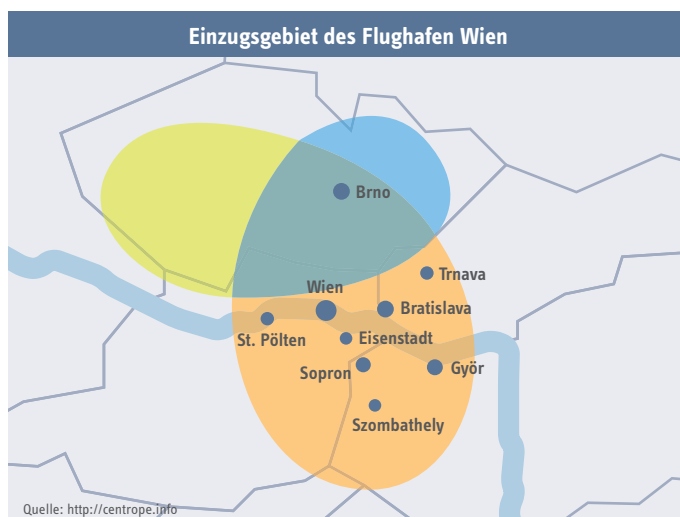 Einzugsgebiet des Flughafen Wien
Brno
Trnava
Wien
Bratislava
St. Pölten
Eisenstadt
Sopron
Györ
Szombathely
Quelle: http://centrope.info